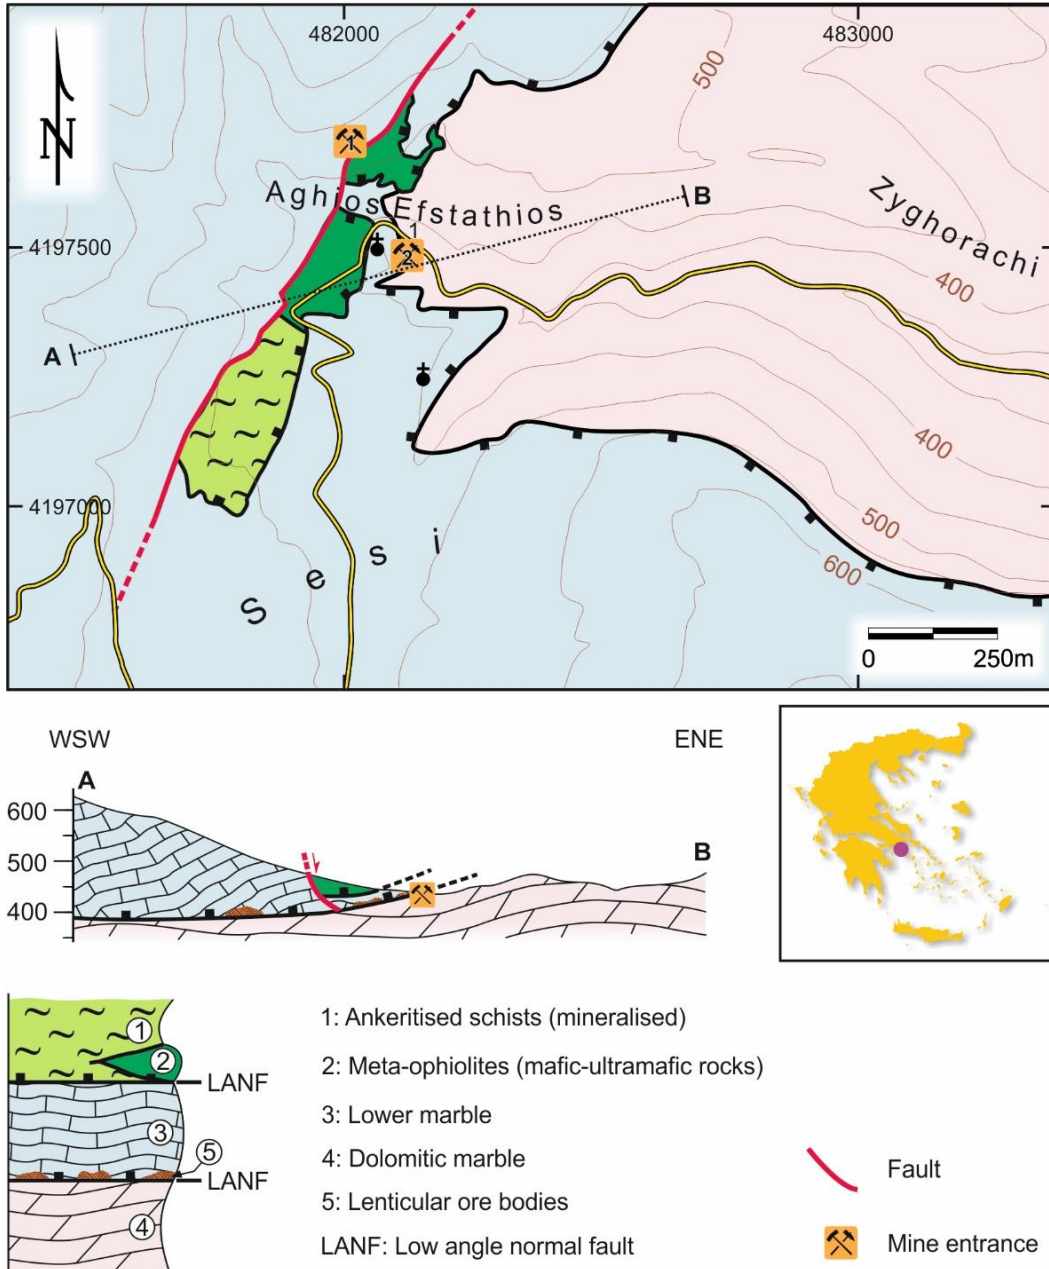 482000
483000
N
500
1
Aghios Efstathios
B
Zyghorachi
1
2
4197500
400
A
400
4197000
500
600
Sesi
0
250m
WSW
ENE
A
600
500
B
400
1
2
LANF
3
5
LANF
4
1: Ankeritised schists (mineralised)
2: Meta-ophiolites (mafic-ultramafic rocks)
3: Lower marble
4: Dolomitic marble
5: Lenticular ore bodies
LANF: Low angle normal fault
Fault
Mine entrance